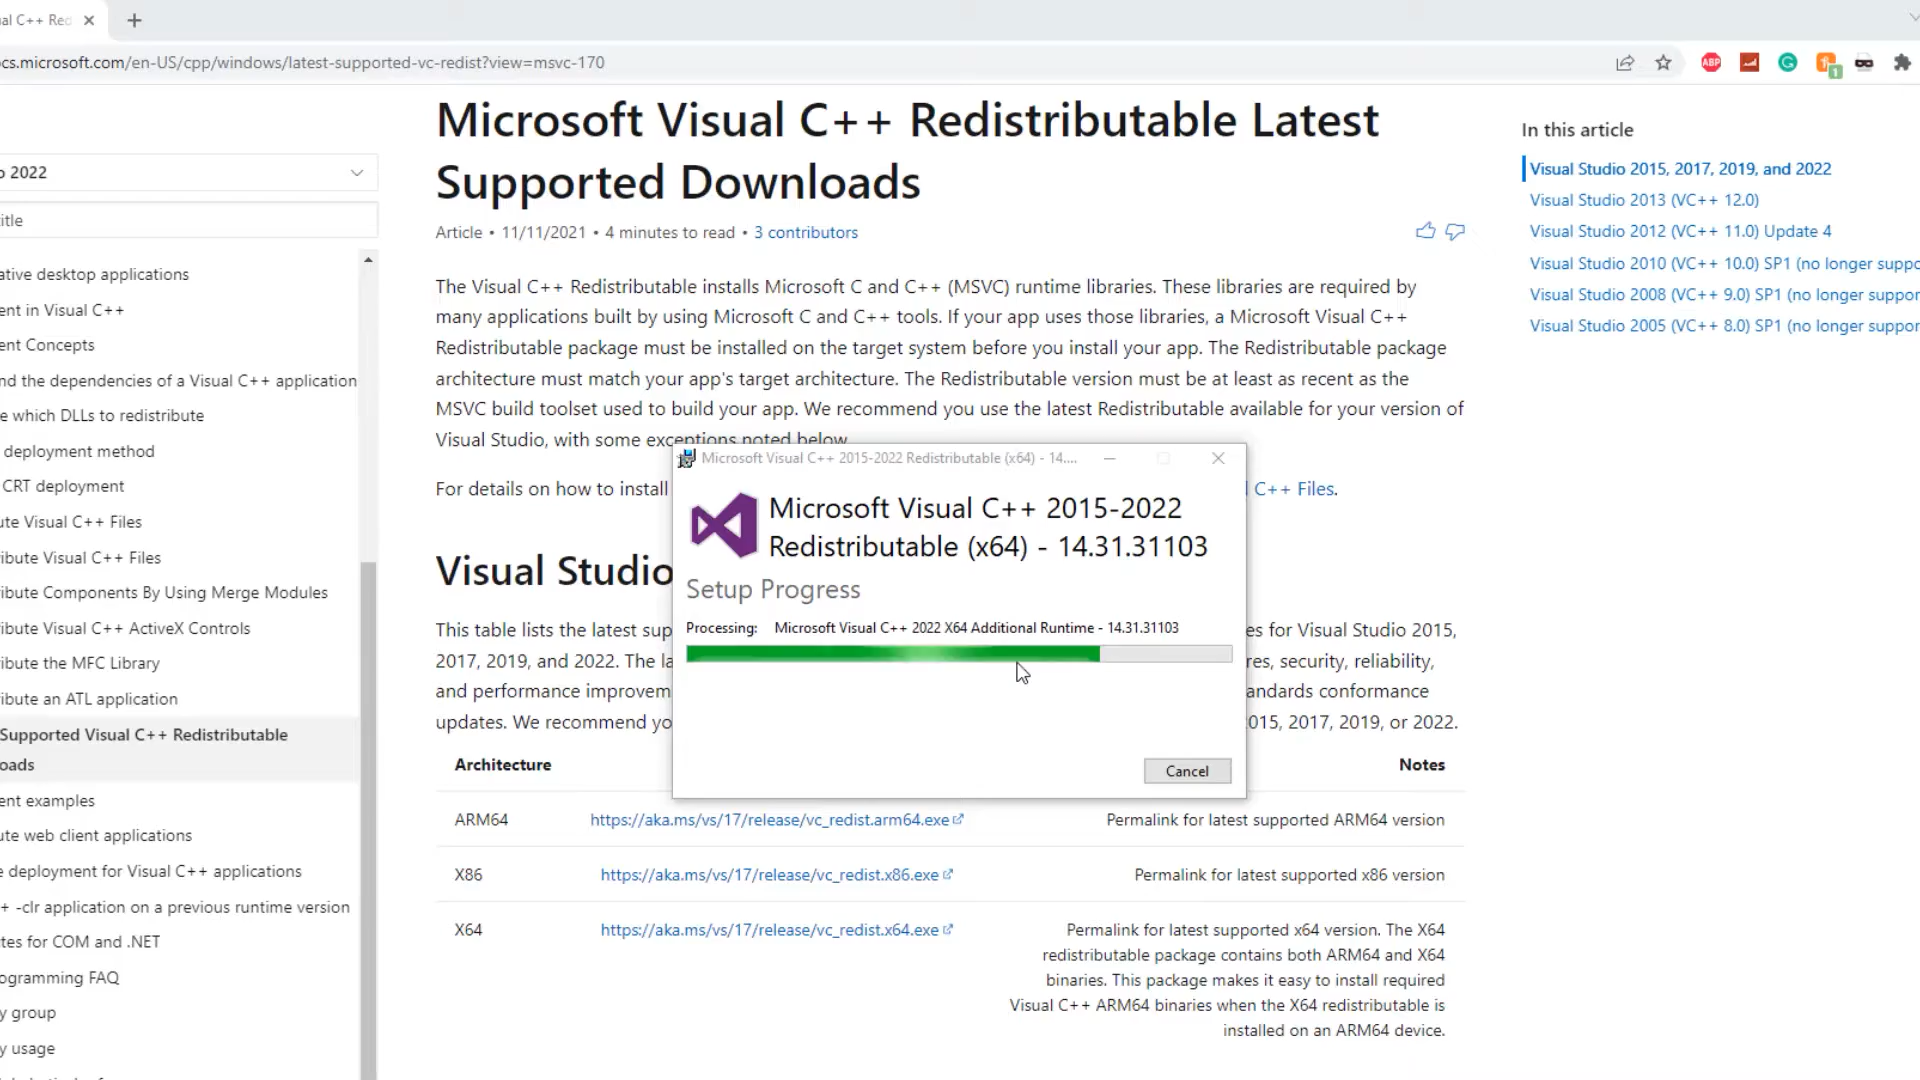 al C++ Red
cs.microsoft.com/en-US/cpp/windows/latest-supported-vc-redist?view=msvc-170
ABP
1
o 2022
itle
ative desktop applications
ent in Visual C++
ent Concepts
nd the dependencies of a Visual C++ application
e which DLLs to redistribute
deployment method
CRT deployment
ute Visual C++ Files
ribute Visual C++ Files
ribute Components By Using Merge Modules
ribute Visual C++ ActiveX Controls
ribute the MFC Library
ribute an ATL application
Supported Visual C++ Redistributable
oads
ent examples
ute web client applications
e deployment for Visual C++ applications
+ -clr application on a previous runtime version
tes for COM and .NET
ogramming FAQ
y group
y usage
Microsoft Visual C++ Redistributable Latest
Supported Downloads
Article • 11/11/2021 • 4 minutes to read • 3 contributors
The Visual C++ Redistributable installs Microsoft C and C++ (MSVC) runtime libraries. These libraries are required by
many applications built by using Microsoft C and C++ tools. If your app uses those libraries, a Microsoft Visual C++
Redistributable package must be installed on the target system before you install your app. The Redistributable package
architecture must match your app's target architecture. The Redistributable version must be at least as recent as the
MSVC build toolset used to build your app. We recommend you use the latest Redistributable available for your version of
Visual Studio, with some exceptions noted below.
For details on how to install
C++ Files.
Visual Studio
This table lists the latest sup
es for Visual Studio 2015,
2017, 2019, and 2022. The la
res, security, reliability,
and performance improvem
andards conformance
updates. We recommend yo
2015, 2017, 2019, or 2022.
Microsoft Visual C++ 2015-2022 Redistributable (x64) - 14....
Microsoft Visual C++ 2015-2022
Redistributable (x64) - 14.31.31103
Setup Progress
Processing: Microsoft Visual C++ 2022 X64 Additional Runtime - 14.31.31103
Cancel
Architecture
Notes
ARM64 https://aka.ms/vs/17/release/vc_redist.arm64.exe Permalink for latest supported ARM64 version
X86 https://aka.ms/vs/17/release/vc_redist.x86.exe Permalink for latest supported x86 version
X64 https://aka.ms/vs/17/release/vc_redist.x64.exe Permalink for latest supported x64 version. The X64
redistributable package contains both ARM64 and X64
binaries. This package makes it easy to install required
Visual C++ ARM64 binaries when the X64 redistributable is
installed on an ARM64 device.
In this article
Visual Studio 2015, 2017, 2019, and 2022
Visual Studio 2013 (VC++ 12.0)
Visual Studio 2012 (VC++ 11.0) Update 4
Visual Studio 2010 (VC++ 10.0) SP1 (no longer suppo
Visual Studio 2008 (VC++ 9.0) SP1 (no longer suppor
Visual Studio 2005 (VC++ 8.0) SP1 (no longer suppor